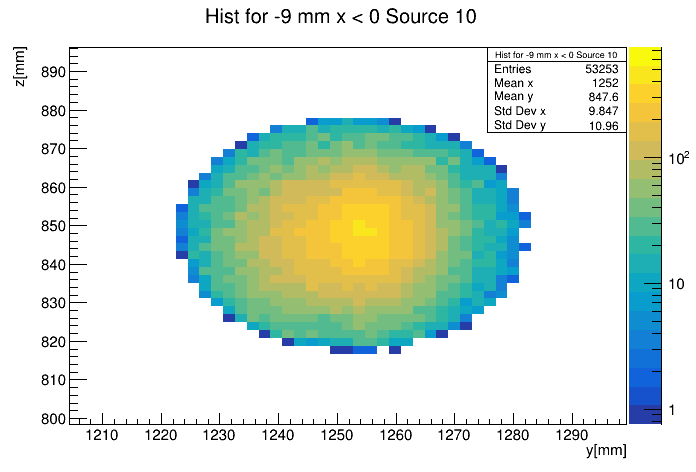 Hist for -9 mm x < 0 Source 10
z[mm]
Hist for -9 mm x < 0 Source 10
Entries 53253
Mean x 1252
Mean y 847.6
Std Dev x 9.847
Std Dev y 10.96
890
880
870
860
850
840
830
820
810
800
10²
10
1
1210 1220 1230 1240 1250 1260 1270 1280 1290
y[mm]